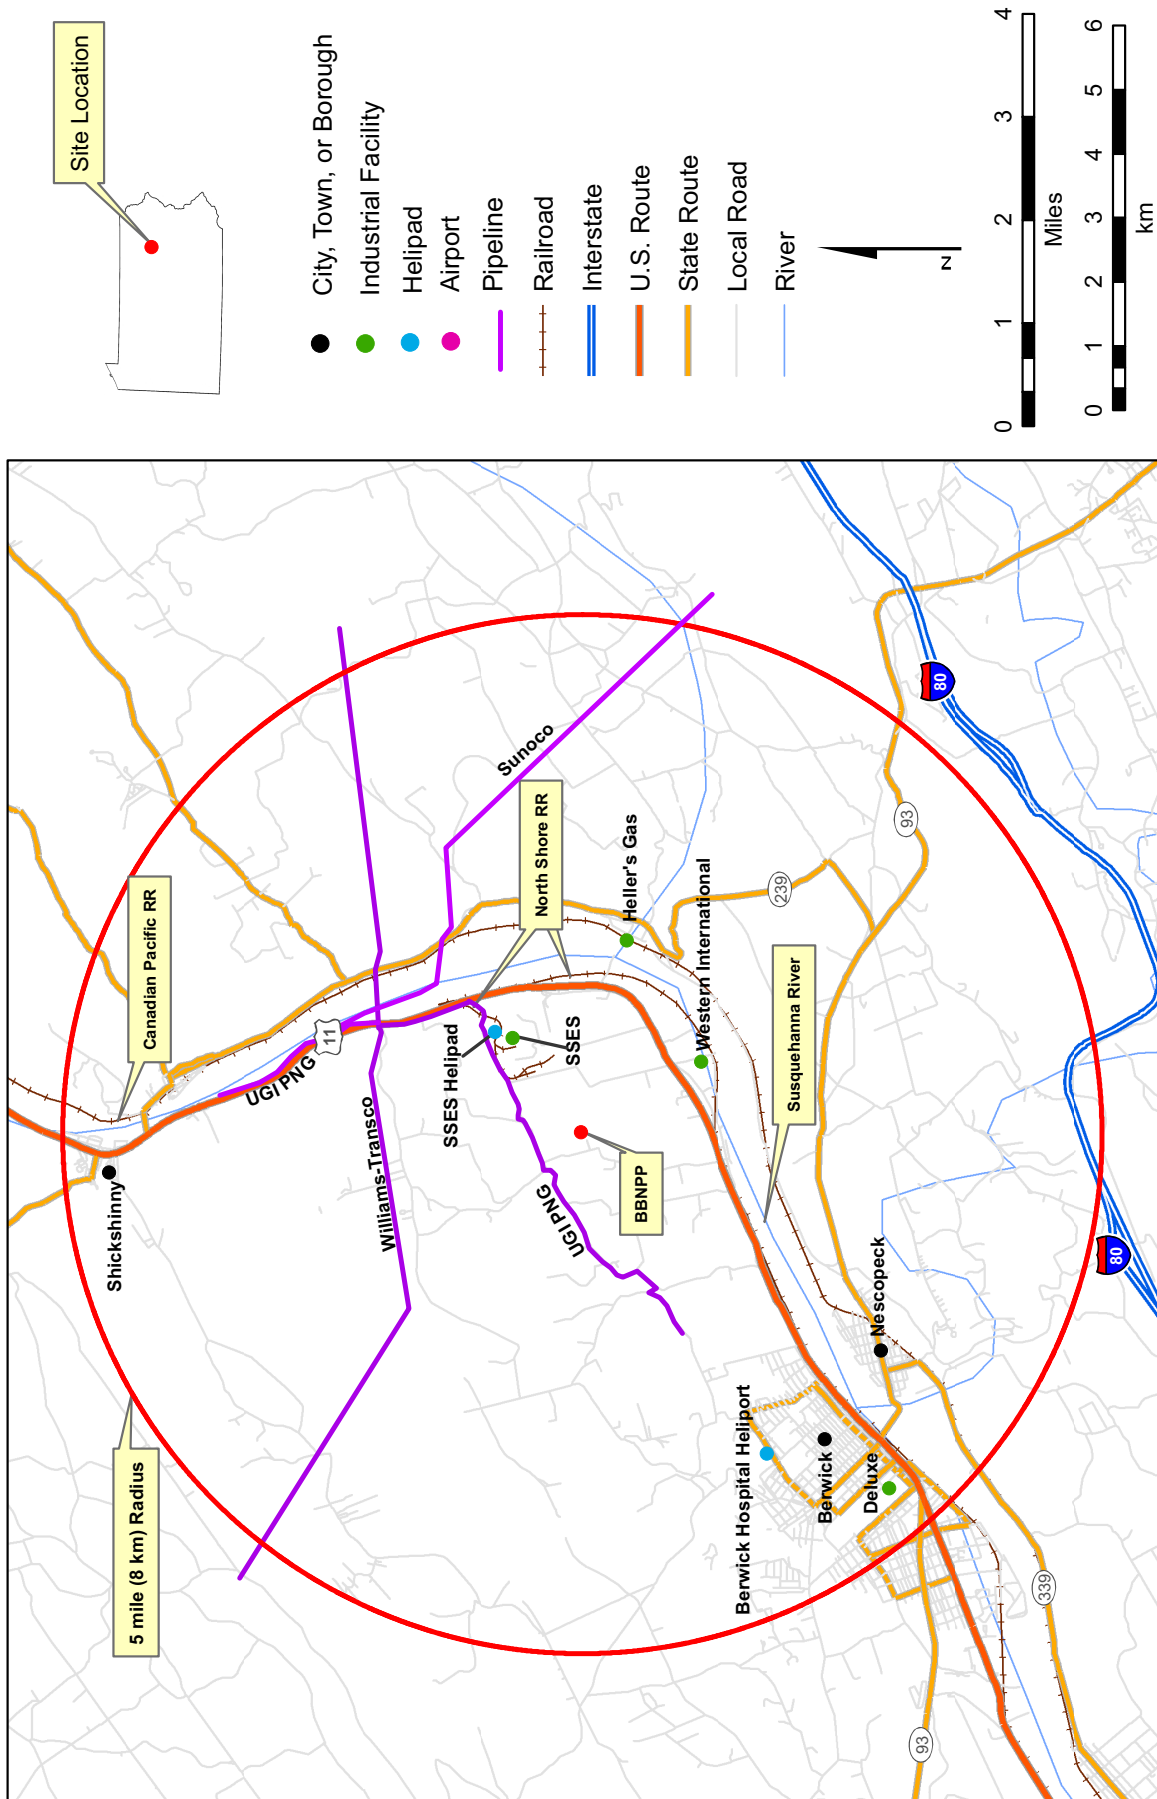 Site Location
City, Town, or Borough
Industrial Facility
Helipad
Airport
Pipeline
Railroad
Interstate
U.S. Route
State Route
Local Road
River
N
0 1 2 3 4
Miles
0 1 2 3 4 5 6
km
5 mile (8 km) Radius
Shickshinny
Canadian Pacific RR
UGI PNG
11
Williams-Transco
Sunoco
North Shore RR
SSES Helipad
SSES
UGI PNG
BBNPP
Heller's Gas
Western International
239
93
Susquehanna River
80
80
Nescopeck
Berwick Hospital Heliport
Berwick
Deluxe
93
339